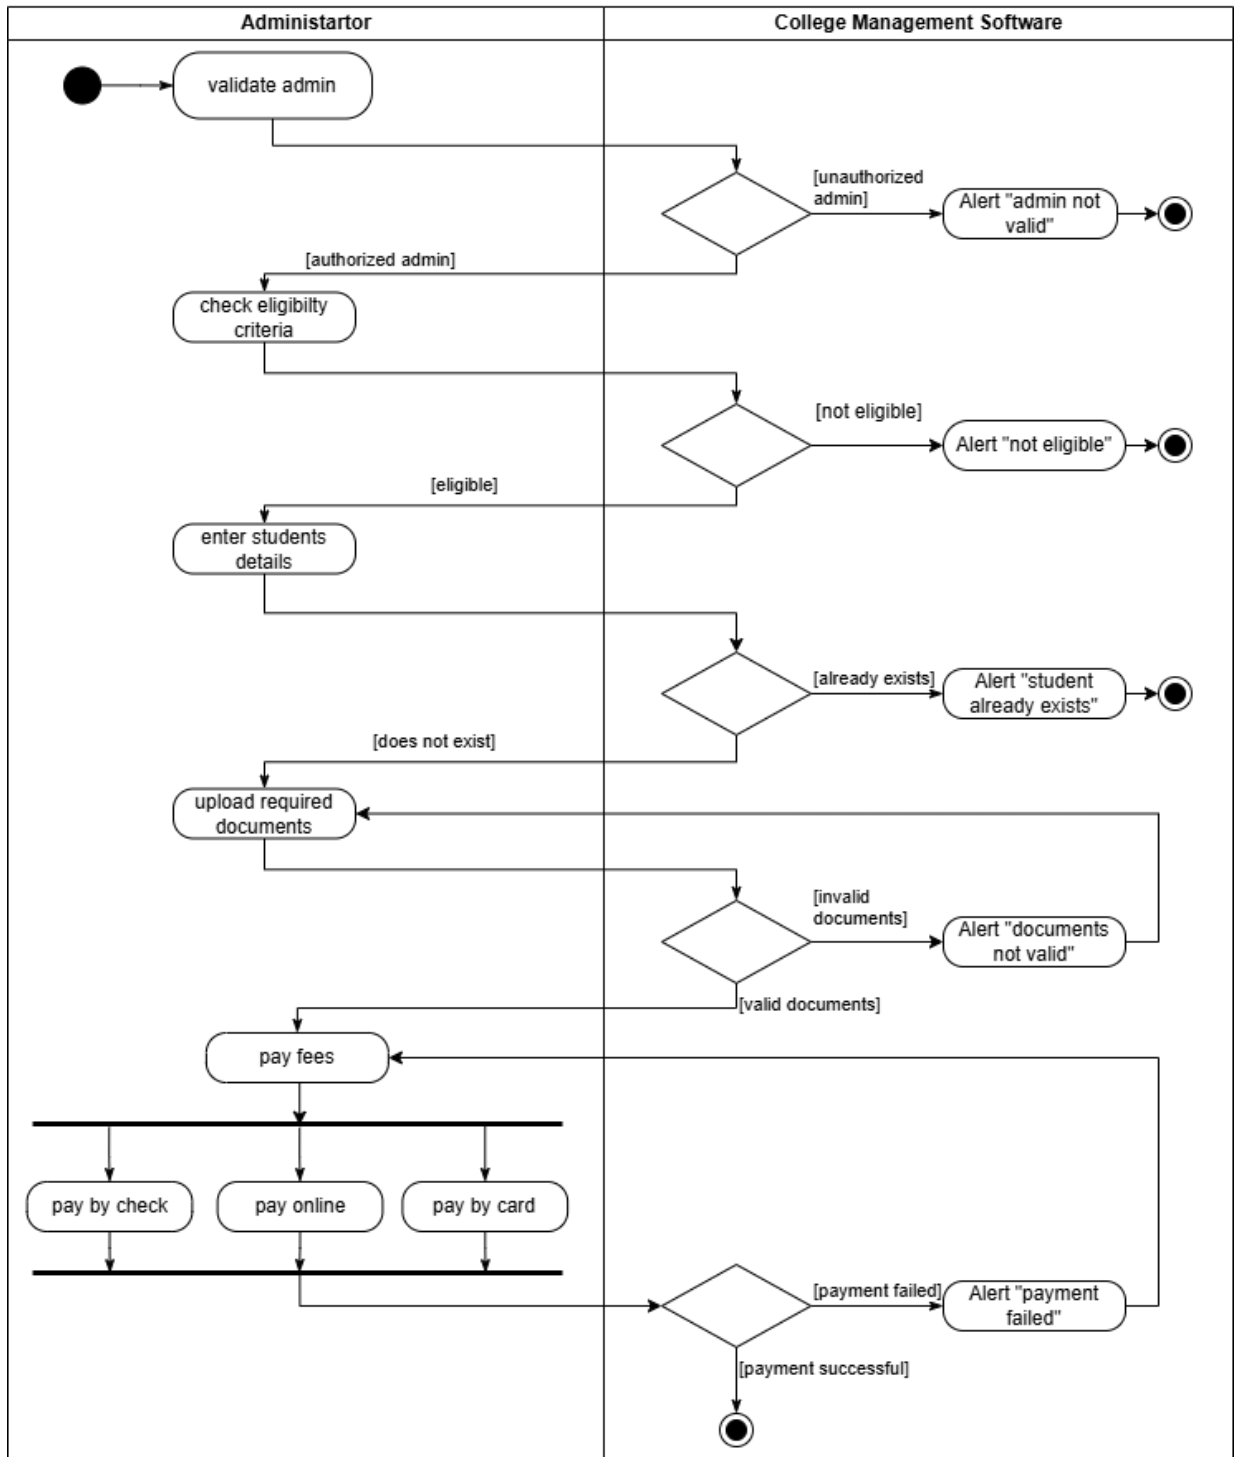 Administartor
College Management Software
validate admin
[unauthorized
admin]
Alert "admin not
valid"
[authorized admin]
check eligibilty
criteria
[not eligible]
Alert "not eligible"
[eligible]
enter students
details
[already exists]
Alert "student
already exists"
[does not exist]
upload required
documents
[invalid
documents]
Alert "documents
not valid"
[valid documents]
pay fees
pay by check
pay online
pay by card
[payment failed]
Alert "payment
failed"
[payment successful]